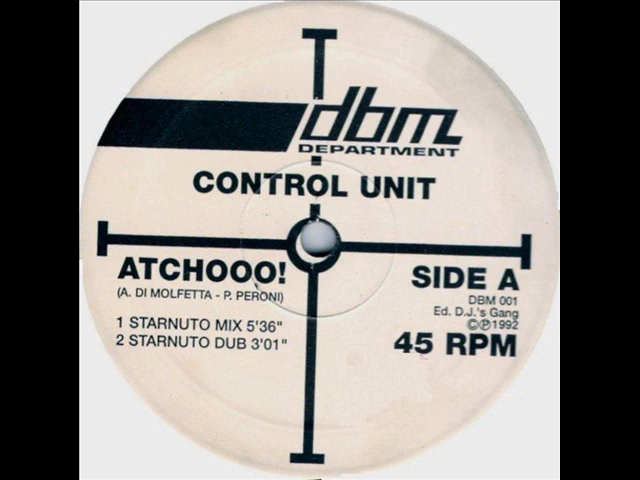 dbm
DEPARTMENT
CONTROL UNIT
ATCHOOO!
(A. DI MOLFETTA - P. PERONI)
1 STARNUTO MIX 5'36"
2 STARNUTO DUB 3'01"
SIDE A
DBM 001
Ed. D.J.'s Gang
©℗1992
45 RPM